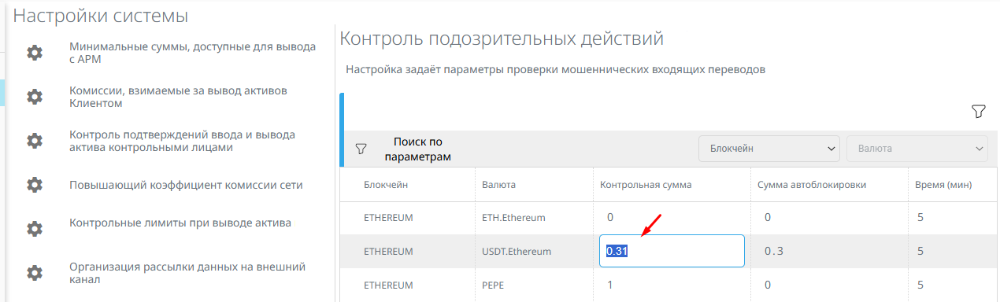 Настройки системы
Минимальные суммы, доступные для вывода
с АРМ
Комиссии, взимаемые за вывод активов
Клиентом
Контроль подтверждений ввода и вывода
актива контрольными лицами
Повышающий коэффициент комиссии сети
Контрольные лимиты при выводе актива
Организация рассылки данных на внешний
канал
Контроль подозрительных действий
Настройка задаёт параметры проверки мошеннических входящих переводов
Поиск по
параметрам
Блокчейн Валюта
Блокчейн Валюта Контрольная сумма Сумма автоблокировки Время (мин)
ETHEREUM ETH.Ethereum 0 0 5
ETHEREUM USDT.Ethereum 0.31 0.3 5
ETHEREUM PEPE 1 0 5